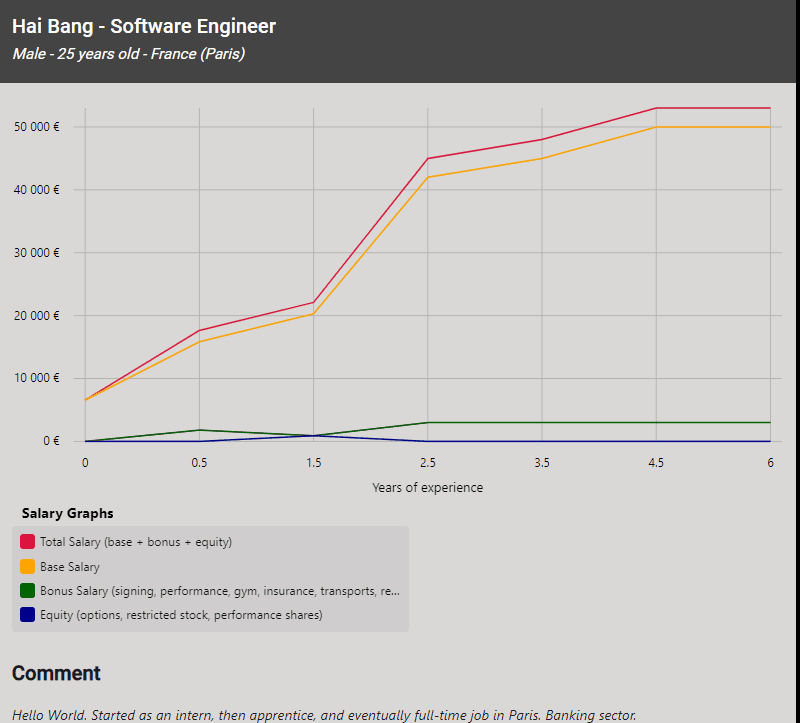 Hai Bang - Software Engineer
Male - 25 years old - France (Paris)
50 000 €
40 000 €
30 000 €
20 000 €
10 000 €
0 €
0 0.5 1.5 2.5 3.5 4.5 6
Years of experience
Salary Graphs
Total Salary (base + bonus + equity)
Base Salary
Bonus Salary (signing, performance, gym, insurance, transports, re...
Equity (options, restricted stock, performance shares)
Comment
Hello World. Started as an intern, then apprentice, and eventually full-time job in Paris. Banking sector.